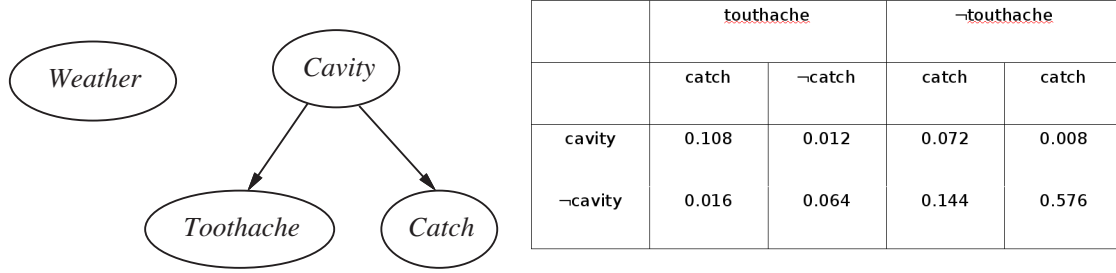 Weather
Cavity
Toothache
Catch
touthache ¬touthache
catch ¬catch catch catch
cavity 0.108 0.012 0.072 0.008
¬cavity 0.016 0.064 0.144 0.576